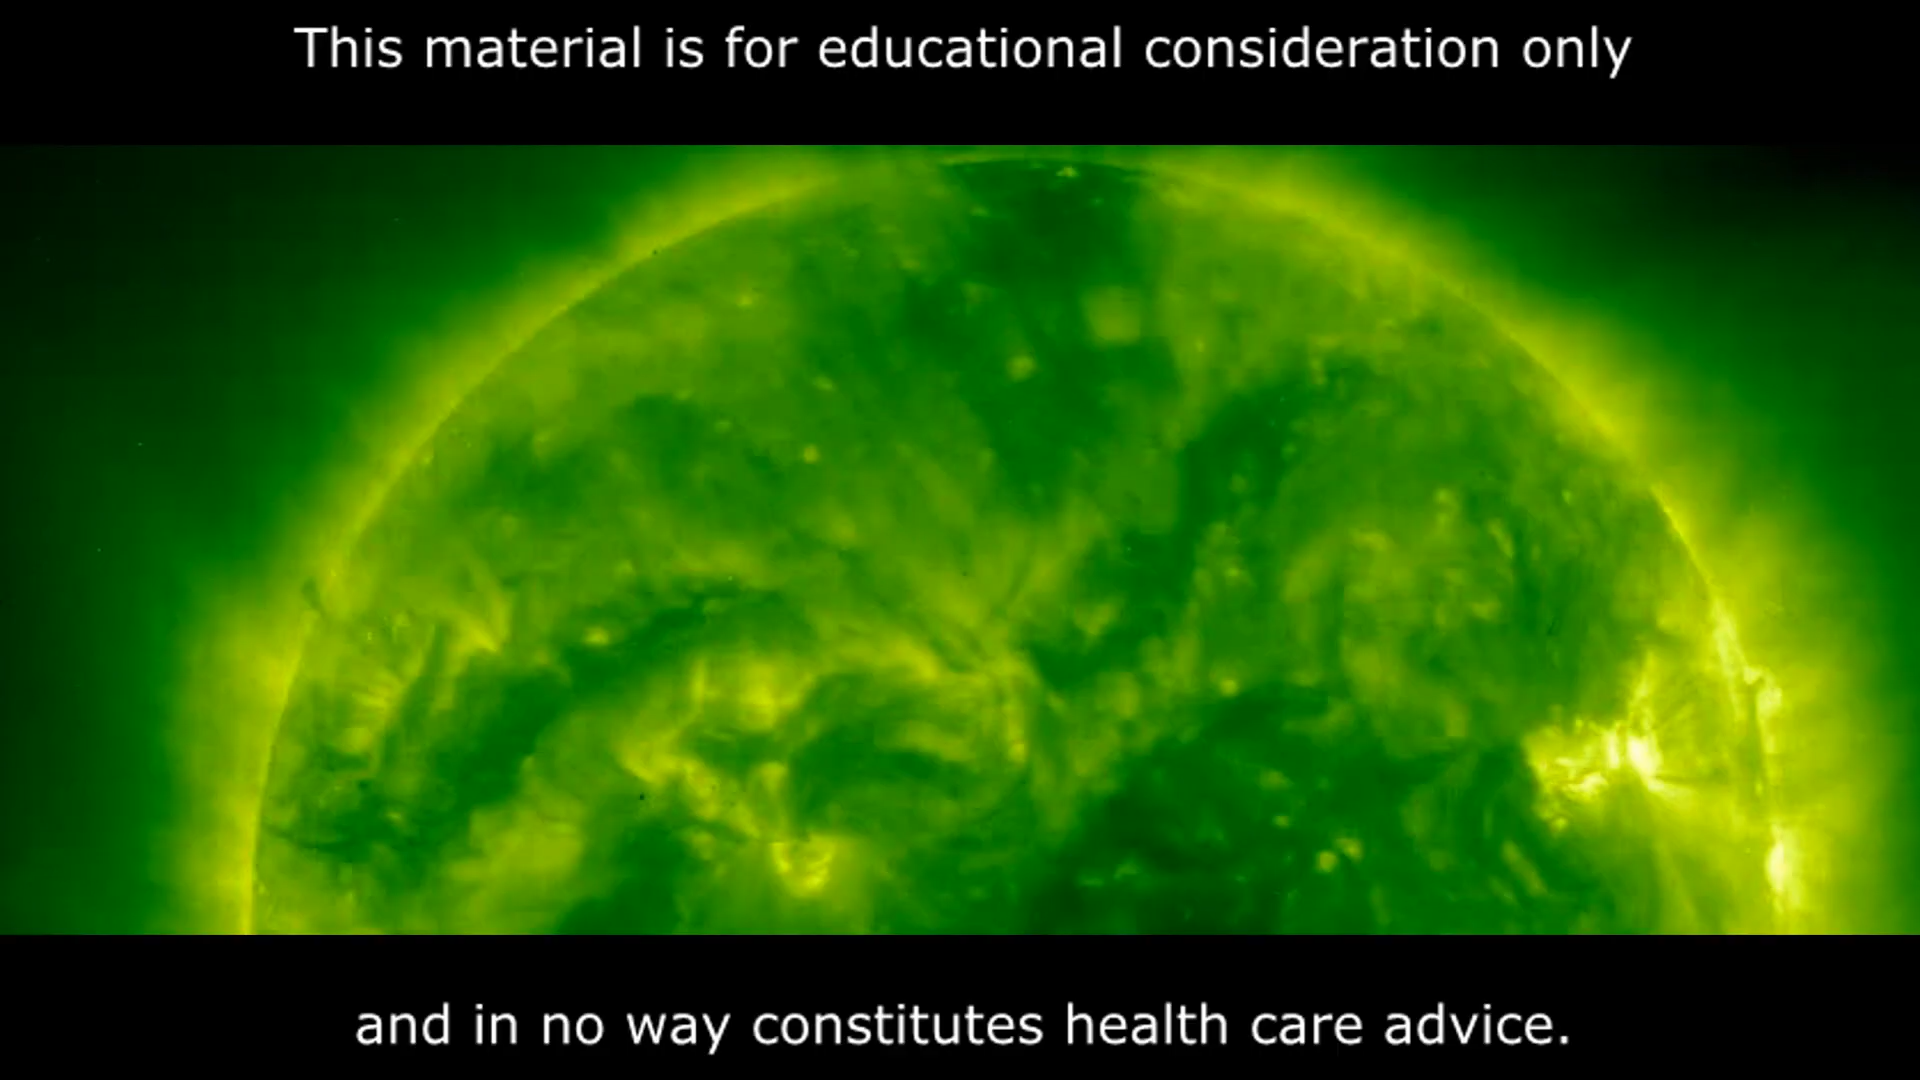 This material is for educational consideration only
and in no way constitutes health care advice.